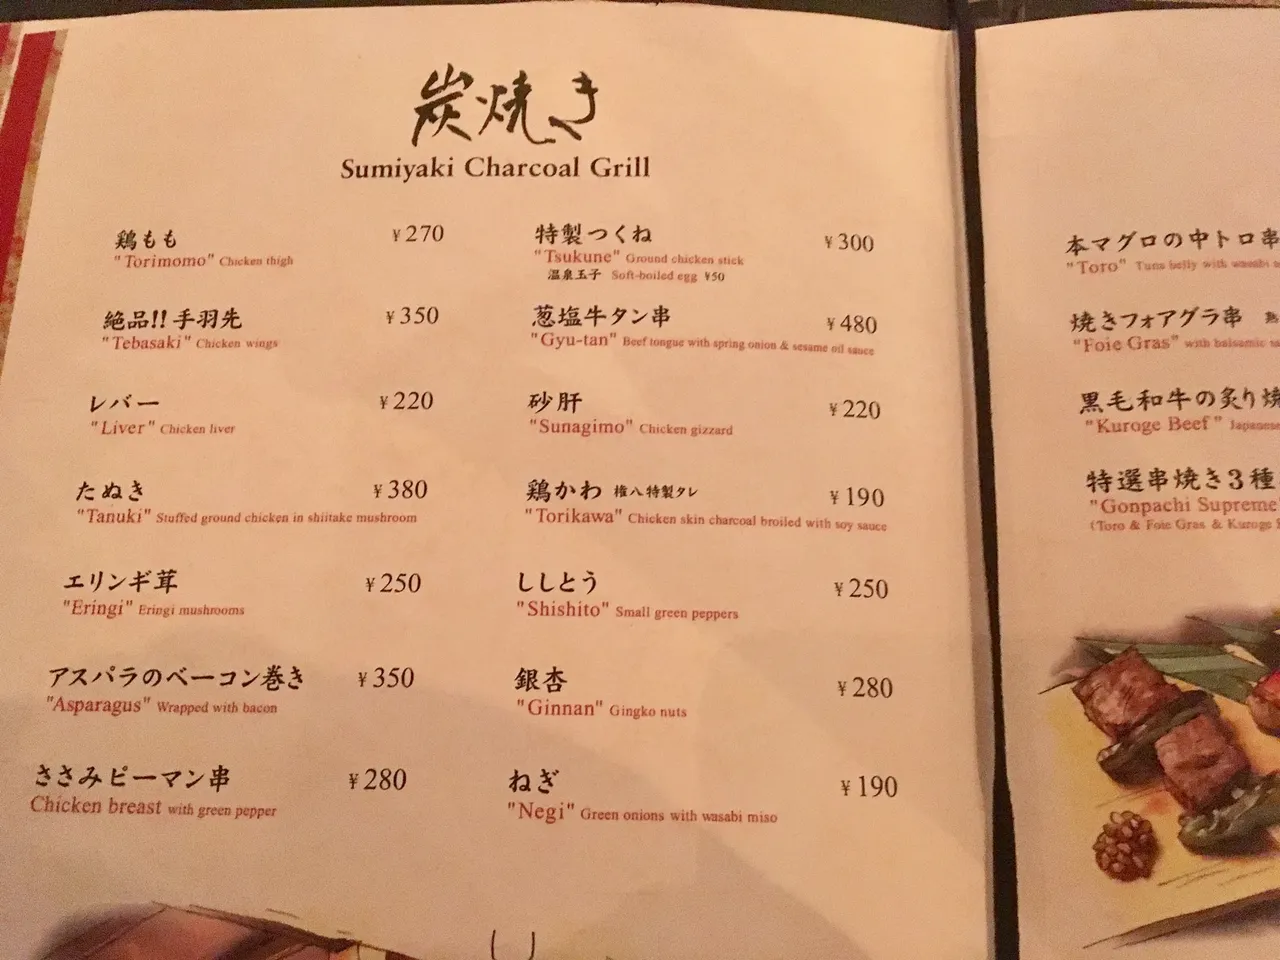 炭焼き
Sumiyaki Charcoal Grill
鶏もも ¥270
"Torimomo" Chicken thigh
絶品!!手羽先 ¥350
"Tebasaki" Chicken wings
レバー ¥220
"Liver" Chicken liver
たぬき ¥380
"Tanuki" Stuffed ground chicken in shiitake mushroom
エリンギ茸 ¥250
"Eringi" Eringi mushrooms
アスパラのベーコン巻き ¥350
"Asparagus" Wrapped with bacon
ささみピーマン串 ¥280
Chicken breast with green pepper
特製つくね ¥300
"Tsukune" Ground chicken stick
温泉玉子 Soft-boiled egg ¥50
葱塩牛タン串 ¥480
"Gyu-tan" Beef tongue with spring onion & sesame oil sauce
砂肝 ¥220
"Sunagimo" Chicken gizzard
鶏かわ 権八特製タレ ¥190
"Torikawa" Chicken skin charcoal broiled with soy sauce
ししとう ¥250
"Shishito" Small green peppers
銀杏 ¥280
"Ginnan" Gingko nuts
ねぎ ¥190
"Negi" Green onions with wasabi miso
本マグロの中トロ串
"Toro" Tuna belly with wasabi
焼きフォアグラ串
"Foie Gras" with balsamic
黒毛和牛の炙り焼
"Kuroge Beef" Japanese
特選串焼き3種
"Gonpachi Supreme"
(Toro & Foie Gras & Kuroge